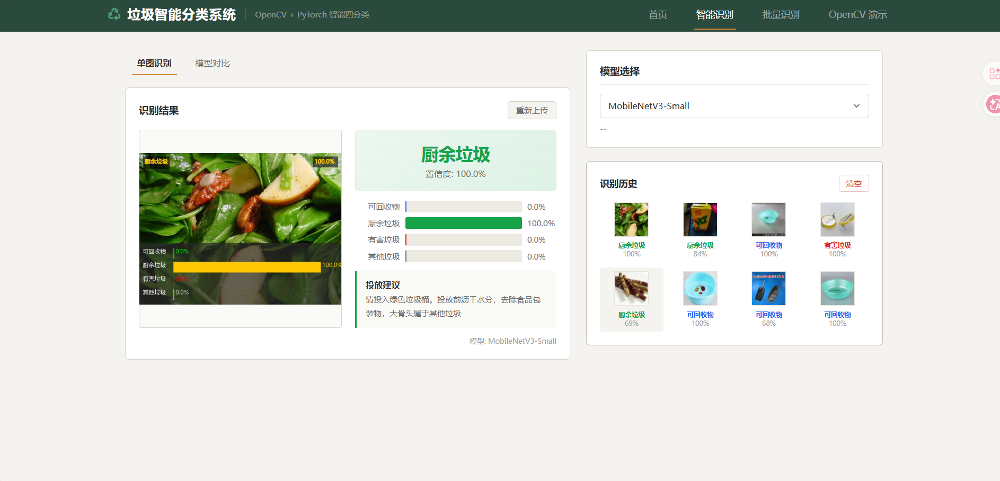 垃圾智能分类系统
OpenCV + PyTorch 智能四分类
首页
智能识别
批量识别
OpenCV 演示
单图识别
模型对比
识别结果
重新上传
厨余垃圾
100.0%
可回收物 0.0%
厨余垃圾 100.0%
有害垃圾 0.0%
其他垃圾 0.0%
厨余垃圾
置信度: 100.0%
可回收物 0.0%
厨余垃圾 100.0%
有害垃圾 0.0%
其他垃圾 0.0%
投放建议
请投入绿色垃圾桶。投放前沥干水分，去除食品包
装物，大骨头属于其他垃圾
模型: MobileNetV3-Small
模型选择
MobileNetV3-Small
--
识别历史
清空
厨余垃圾
100%
厨余垃圾
84%
可回收物
100%
有害垃圾
100%
厨余垃圾
69%
可回收物
100%
可回收物
68%
可回收物
100%